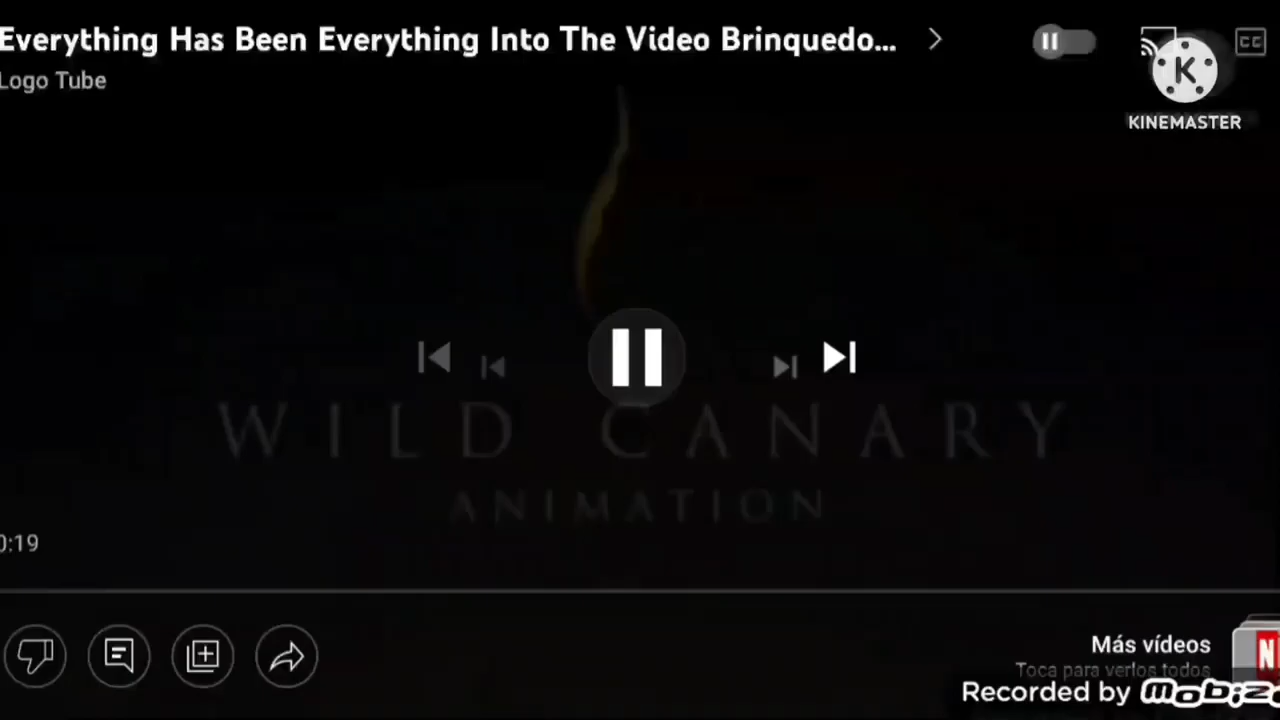 Everything Has Been Everything Into The Video Brinquedo...
Logo Tube
CC
K
KINEMASTER
WILD CANARY
ANIMATION
0:19
Más vídeos
Toca para verlos todos
N
Recorded by